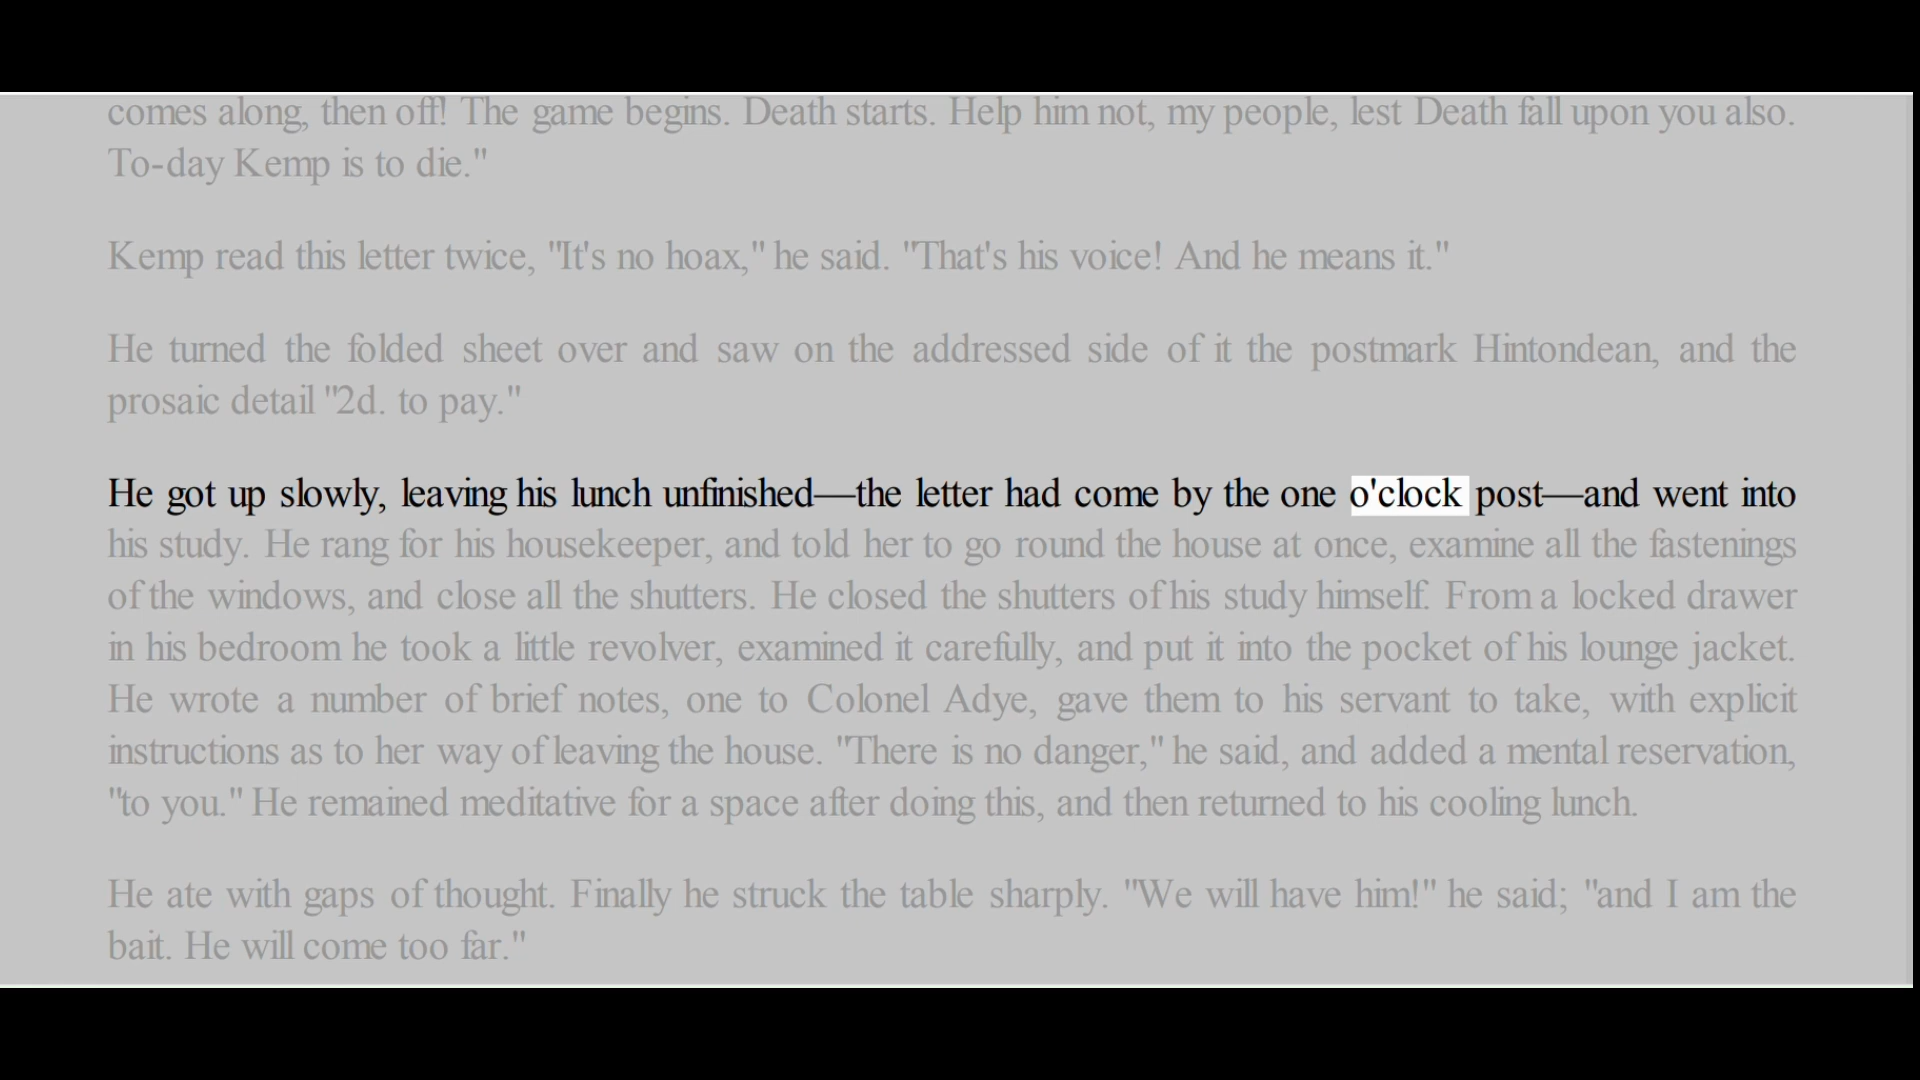 comes along, then off! The game begins. Death starts. Help him not, my people, lest Death fall upon you also.
To-day Kemp is to die."
Kemp read this letter twice, "It's no hoax," he said. "That's his voice! And he means it."
He turned the folded sheet over and saw on the addressed side of it the postmark Hintondean, and the
prosaic detail "2d. to pay."
He got up slowly, leaving his lunch unfinished—the letter had come by the one o'clock post—and went into
his study. He rang for his housekeeper, and told her to go round the house at once, examine all the fastenings
of the windows, and close all the shutters. He closed the shutters of his study himself. From a locked drawer
in his bedroom he took a little revolver, examined it carefully, and put it into the pocket of his lounge jacket.
He wrote a number of brief notes, one to Colonel Adye, gave them to his servant to take, with explicit
instructions as to her way of leaving the house. "There is no danger," he said, and added a mental reservation,
"to you." He remained meditative for a space after doing this, and then returned to his cooling lunch.
He ate with gaps of thought. Finally he struck the table sharply. "We will have him!" he said; "and I am the
bait. He will come too far."